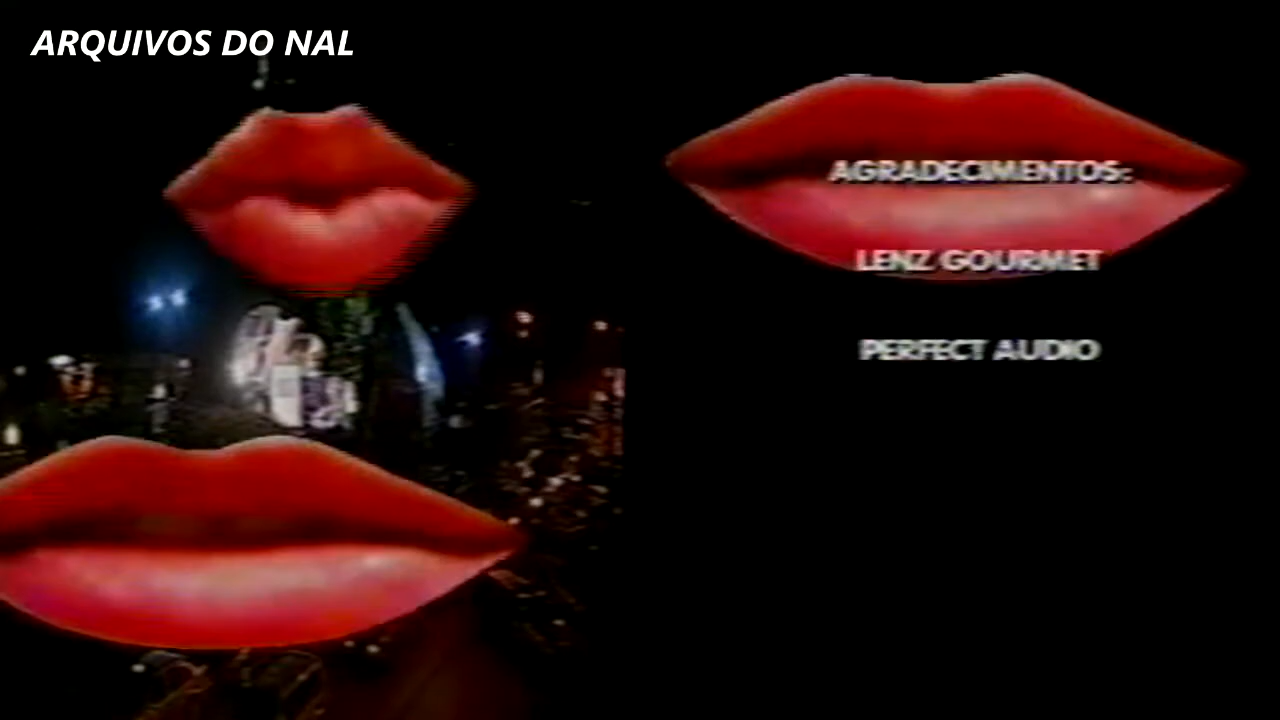 ARQUIVOS DO NAL
AGRADECIMENTOS:
LENZ GOURMET
PERFECT AUDIO